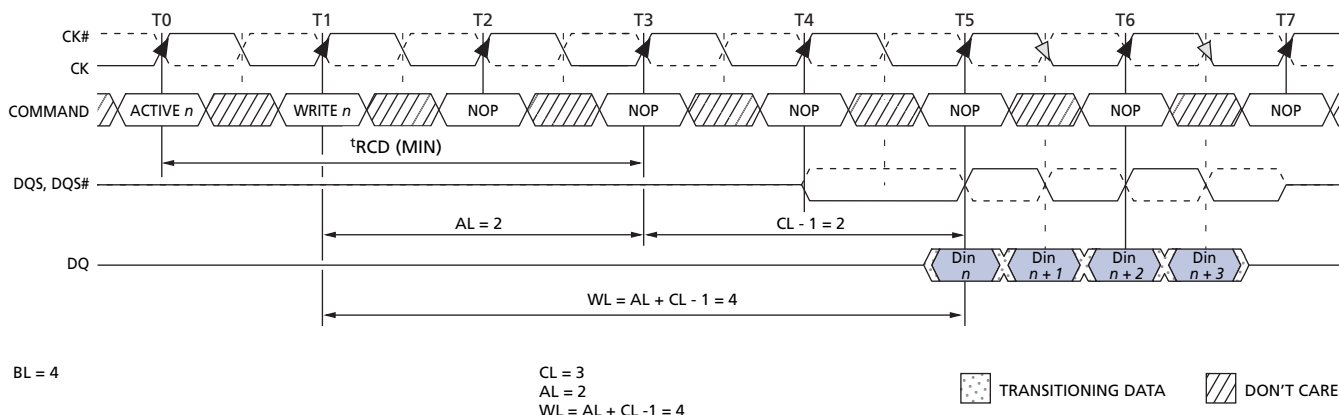 T0 T1 T2 T3 T4 T5 T6 T7
CK#
CK
COMMAND ACTIVE n WRITE n NOP NOP NOP NOP NOP NOP
tRCD (MIN)
DQS, DQS#
AL = 2 CL - 1 = 2
DQ Din n Din n + 1 Din n + 2 Din n + 3
WL = AL + CL - 1 = 4
BL = 4 CL = 3
AL = 2
WL = AL + CL -1 = 4
TRANSITIONING DATA DON'T CARE